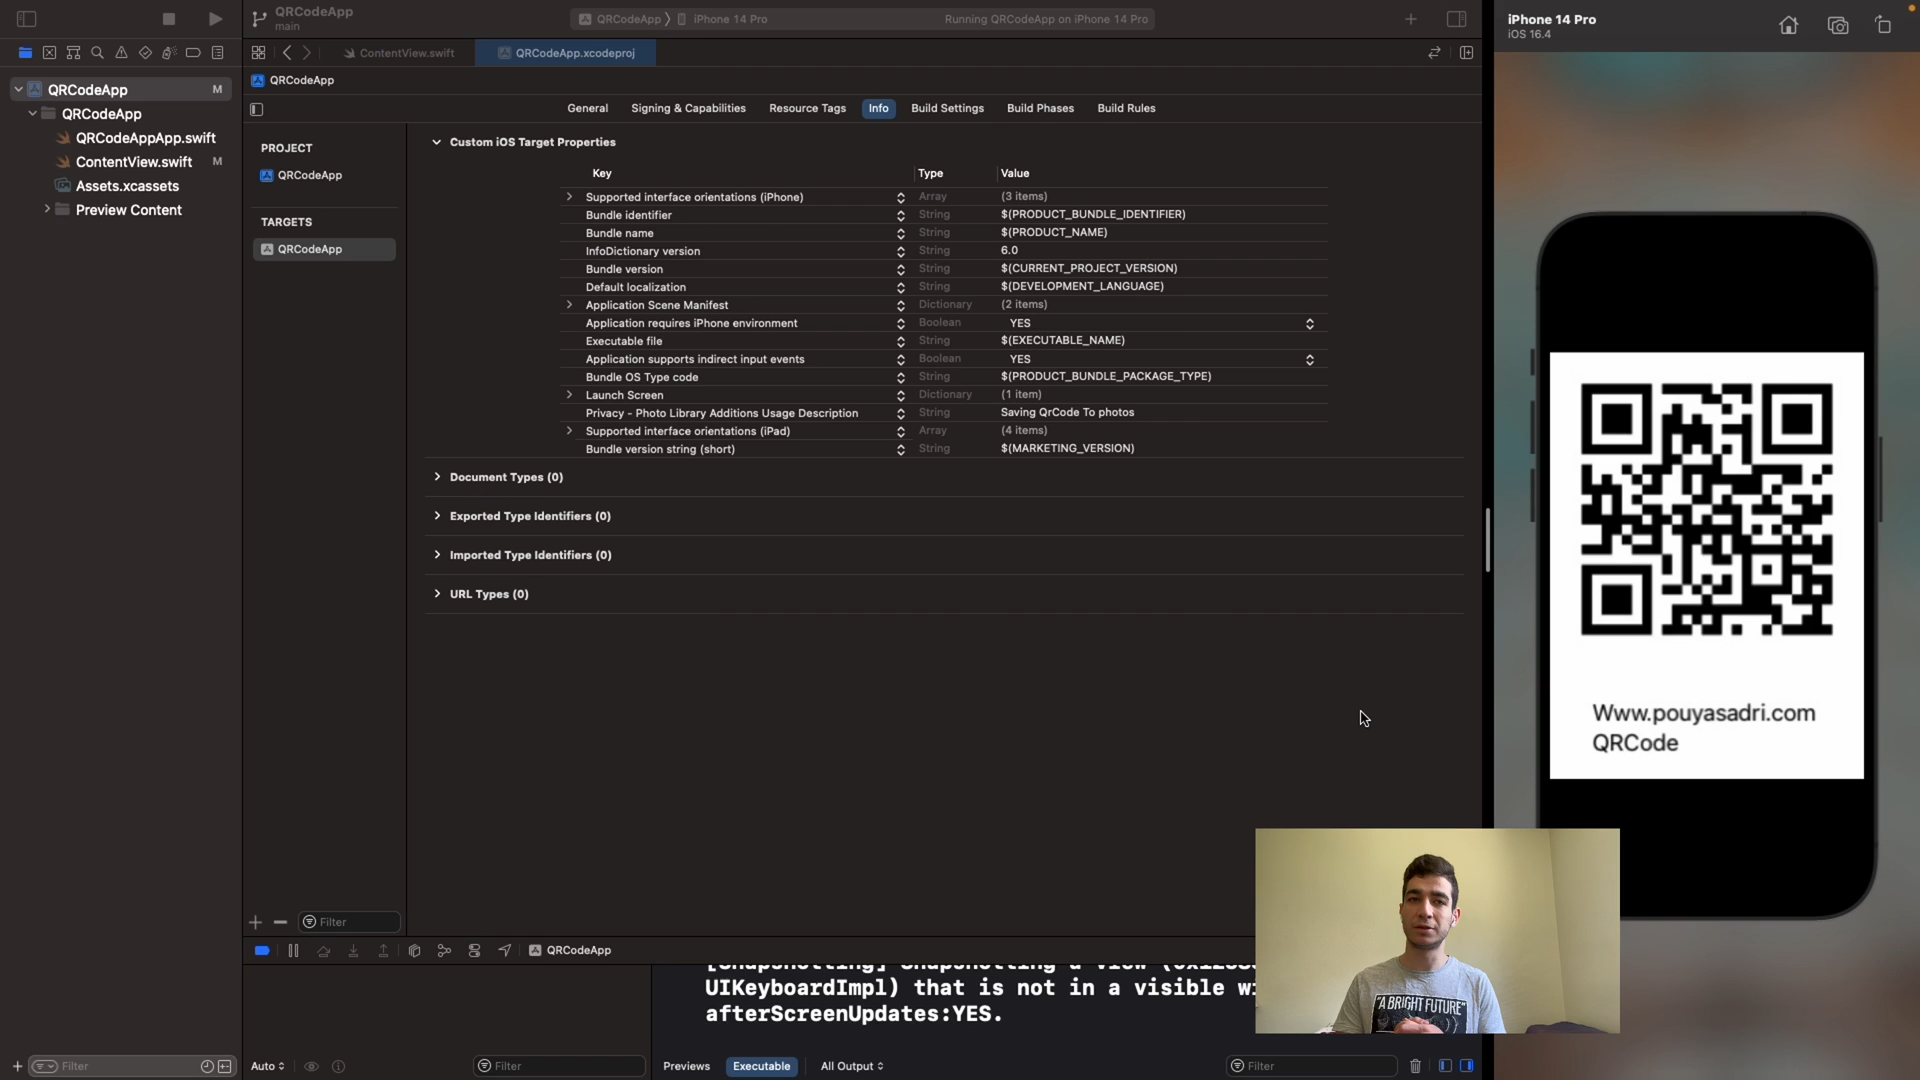 QRCodeApp
main
QRCodeApp
iPhone 14 Pro
Running QRCodeApp on iPhone 14 Pro
iPhone 14 Pro
iOS 16.4
ContentView.swift
QRCodeApp.xcodeproj
QRCodeApp
QRCodeApp M
QRCodeApp
QRCodeAppApp.swift
ContentView.swift M
Assets.xcassets
Preview Content
General
Signing & Capabilities
Resource Tags
Info
Build Settings
Build Phases
Build Rules
PROJECT
QRCodeApp
TARGETS
QRCodeApp
Custom iOS Target Properties
Key Type Value
Supported interface orientations (iPhone) Array (3 items)
Bundle identifier String $(PRODUCT_BUNDLE_IDENTIFIER)
Bundle name String $(PRODUCT_NAME)
InfoDictionary version String 6.0
Bundle version String $(CURRENT_PROJECT_VERSION)
Default localization String $(DEVELOPMENT_LANGUAGE)
Application Scene Manifest Dictionary (2 items)
Application requires iPhone environment Boolean YES
Executable file String $(EXECUTABLE_NAME)
Application supports indirect input events Boolean YES
Bundle OS Type code String $(PRODUCT_BUNDLE_PACKAGE_TYPE)
Launch Screen Dictionary (1 item)
Privacy - Photo Library Additions Usage Description String Saving QrCode To photos
Supported interface orientations (iPad) Array (4 items)
Bundle version string (short) String $(MARKETING_VERSION)
Document Types (0)
Exported Type Identifiers (0)
Imported Type Identifiers (0)
URL Types (0)
Www.pouyasadri.com
QRCode
Filter
QRCodeApp
[Snapshotting] Snapshotting a view (
UIKeyboardImpl) that is not in a visible
afterScreenUpdates:YES.
"A BRIGHT FUTURE"
Filter
Auto
Filter
Previews
Executable
All Output
Filter